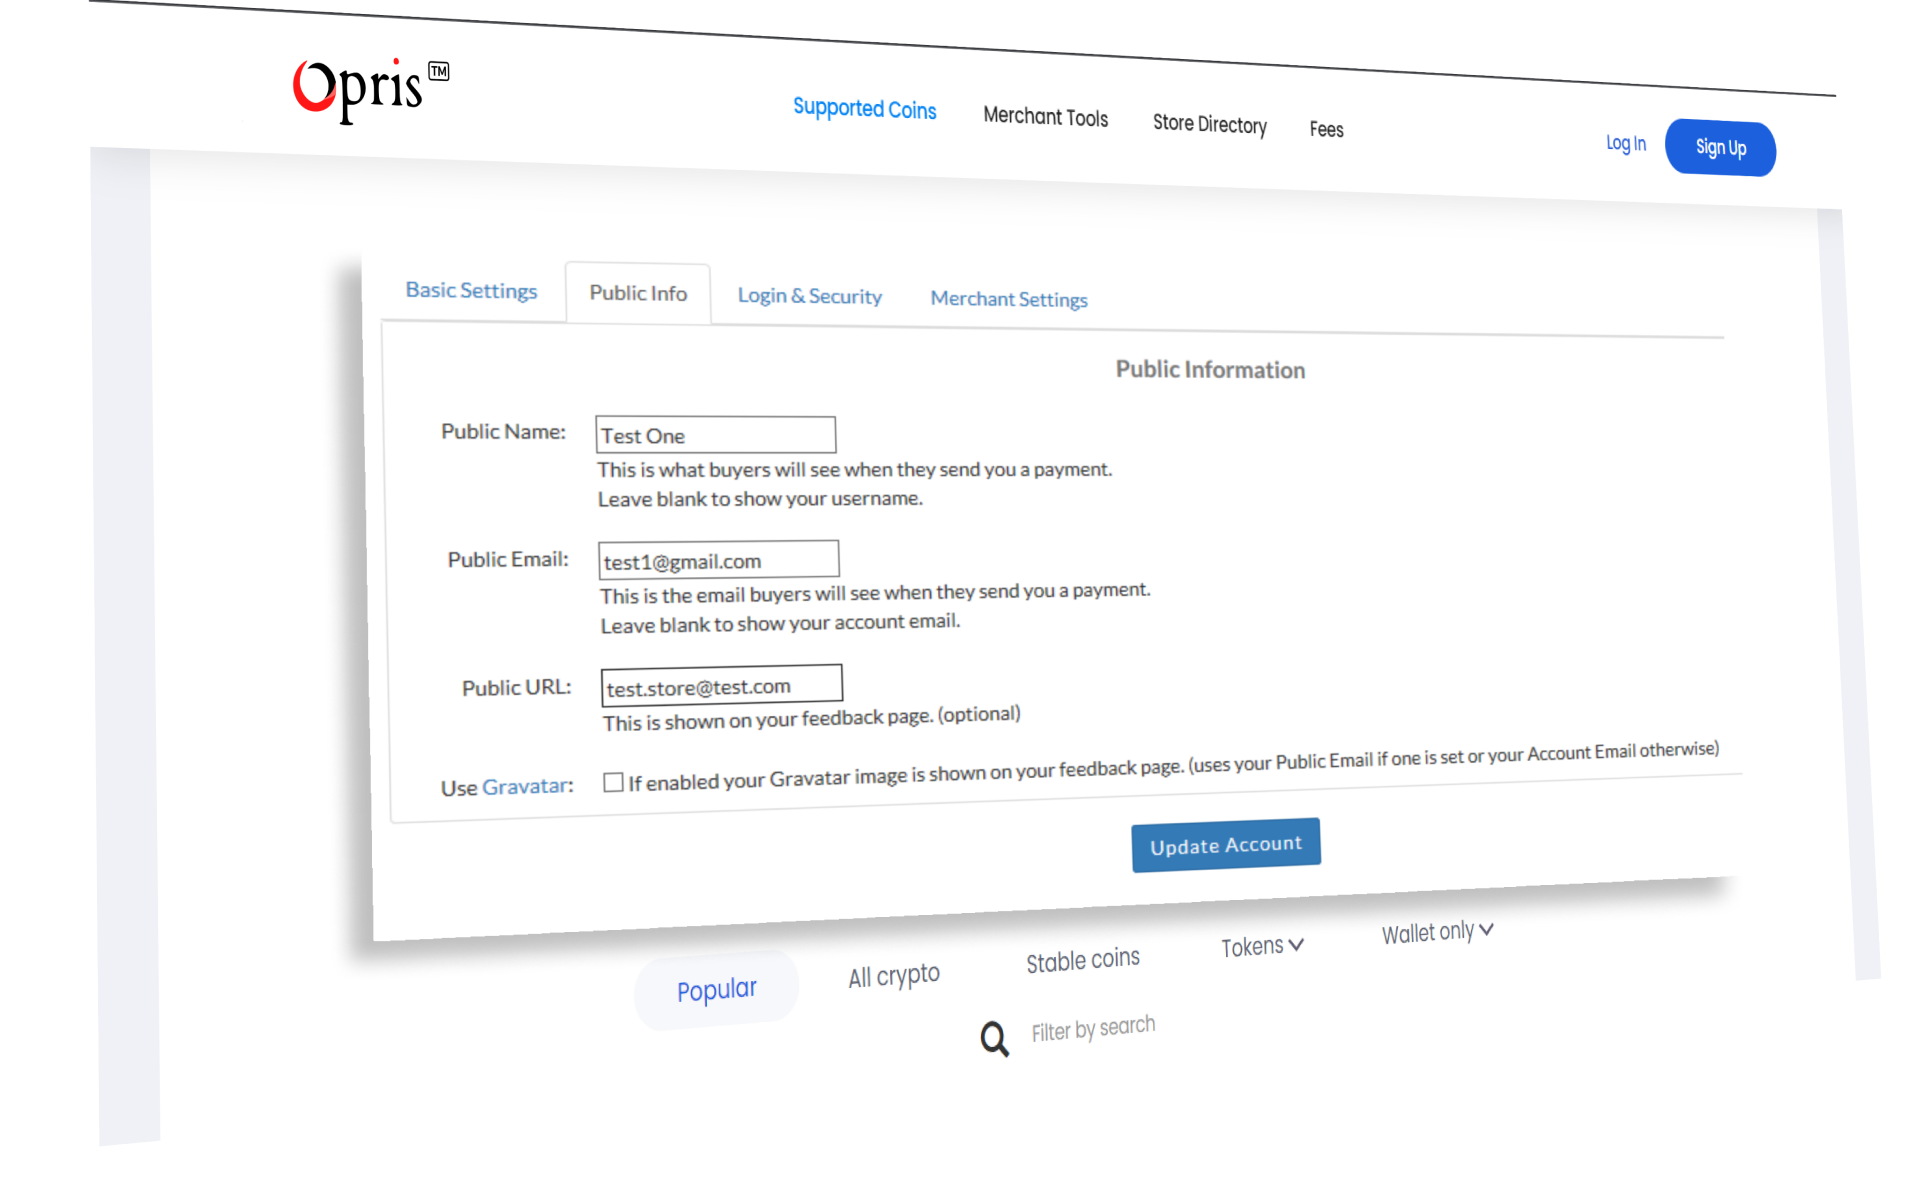 Opris TM
Supported Coins Merchant Tools Store Directory Fees Log In Sign Up
Basic Settings Public Info Login & Security Merchant Settings
Public Information
Public Name: Test One
This is what buyers will see when they send you a payment.
Leave blank to show your username.
Public Email: test1@gmail.com
This is the email buyers will see when they send you a payment.
Leave blank to show your account email.
Public URL: test.store@test.com
This is shown on your feedback page. (optional)
Use Gravatar: If enabled your Gravatar image is shown on your feedback page. (uses your Public Email if one is set or your Account Email otherwise)
Update Account
Popular All crypto Stable coins Tokens Wallet only
Filter by search